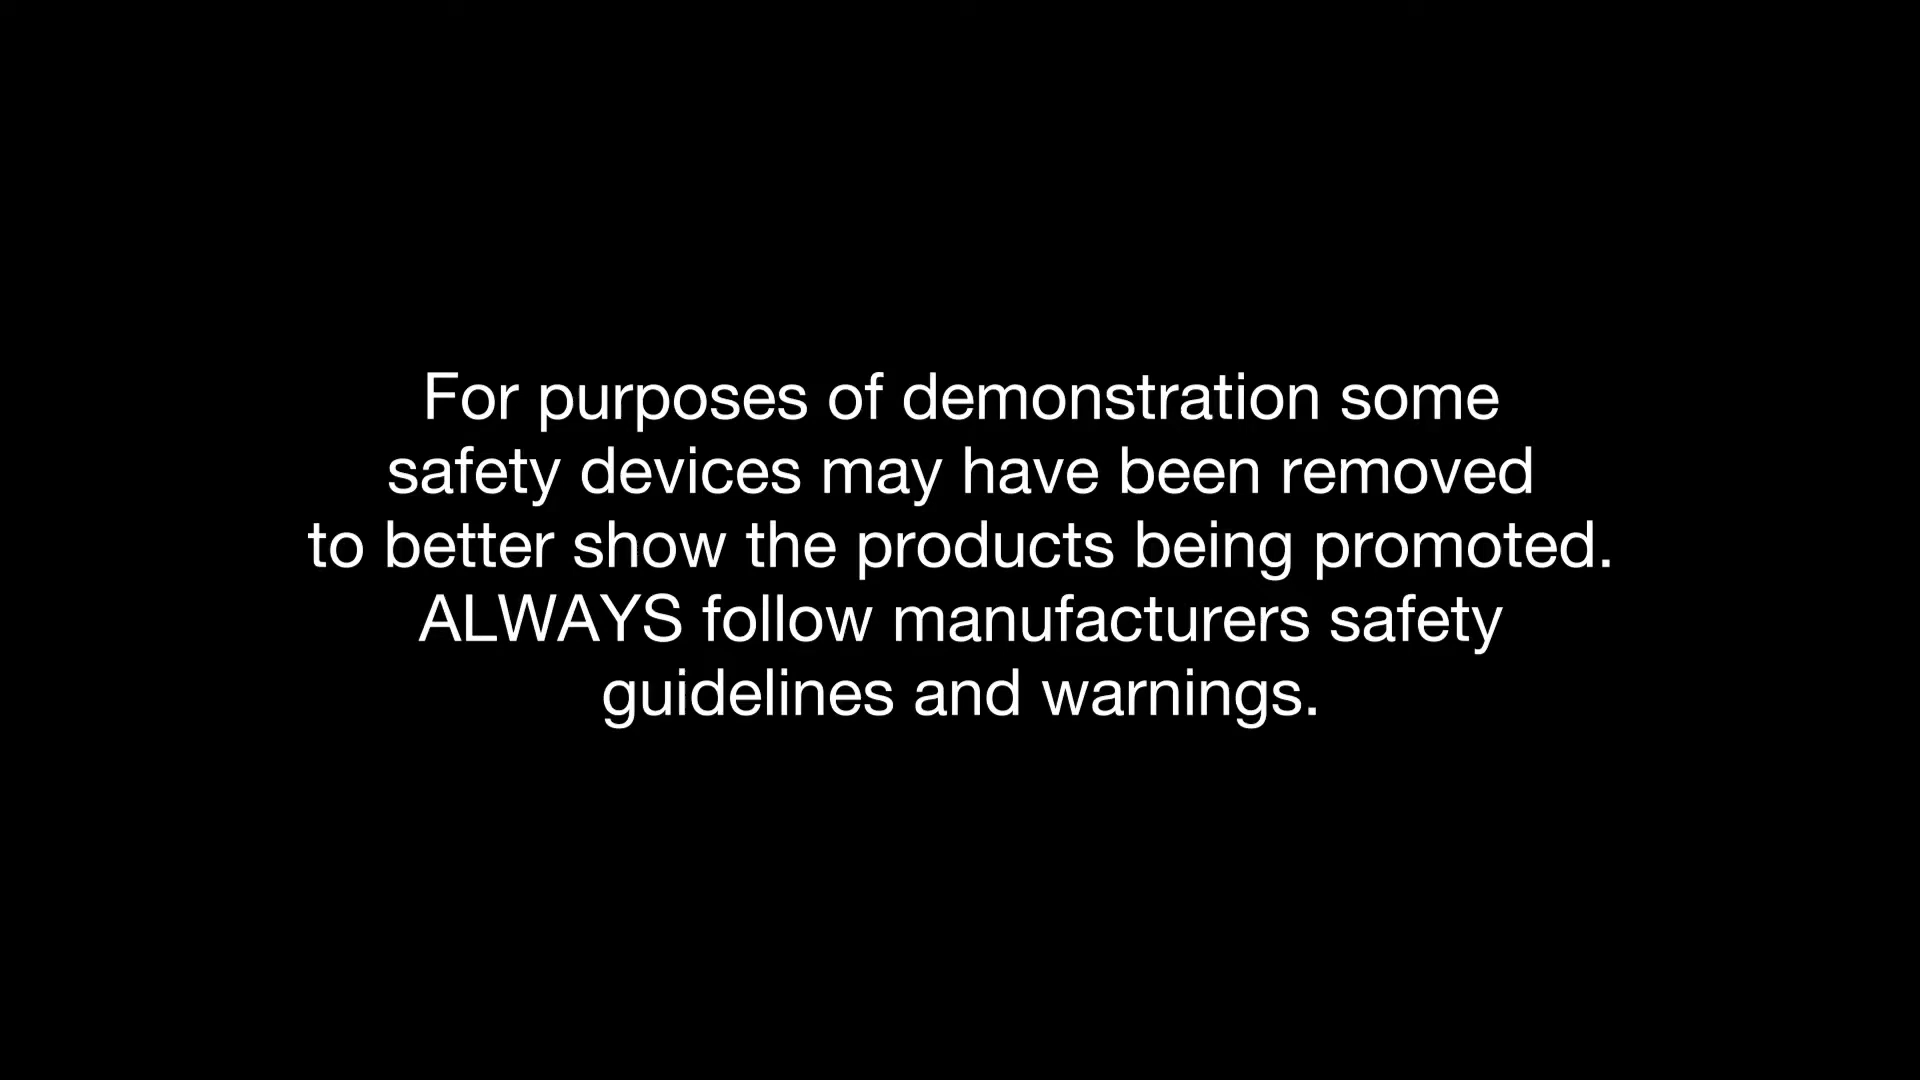 For purposes of demonstration some
safety devices may have been removed
to better show the products being promoted.
ALWAYS follow manufacturers safety
guidelines and warnings.